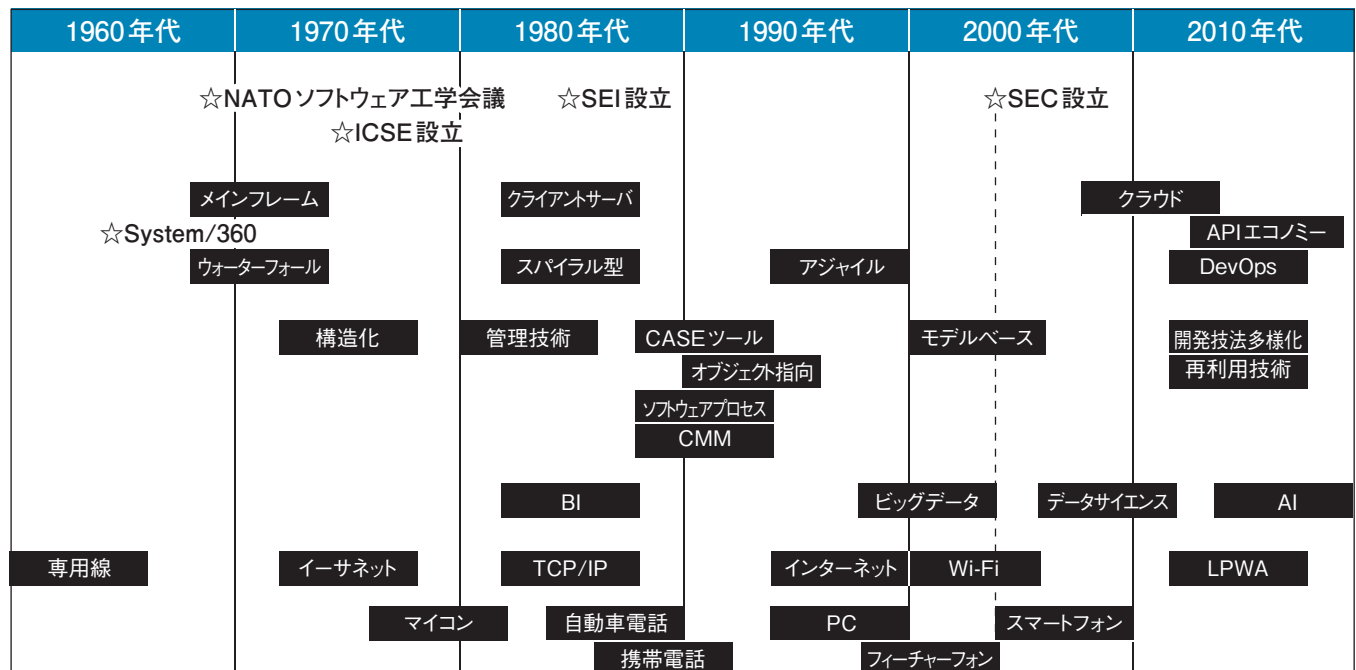 1960年代 1970年代 1980年代 1990年代 2000年代 2010年代
☆NATOソフトウェア工学会議 ☆SEI設立 ☆SEC設立
☆ICSE設立
メインフレーム クライアントサーバ クラウド
☆System/360 APIエコノミー
ウォーターフォール スパイラル型 アジャイル DevOps
構造化 管理技術 CASEツール モデルベース 開発技法多様化
オブジェクト指向 再利用技術
ソフトウェアプロセス
CMM
BI ビッグデータ データサイエンス AI
専用線 イーサネット TCP/IP インターネット Wi-Fi LPWA
マイコン 自動車電話 PC スマートフォン
携帯電話 フィーチャーフォン